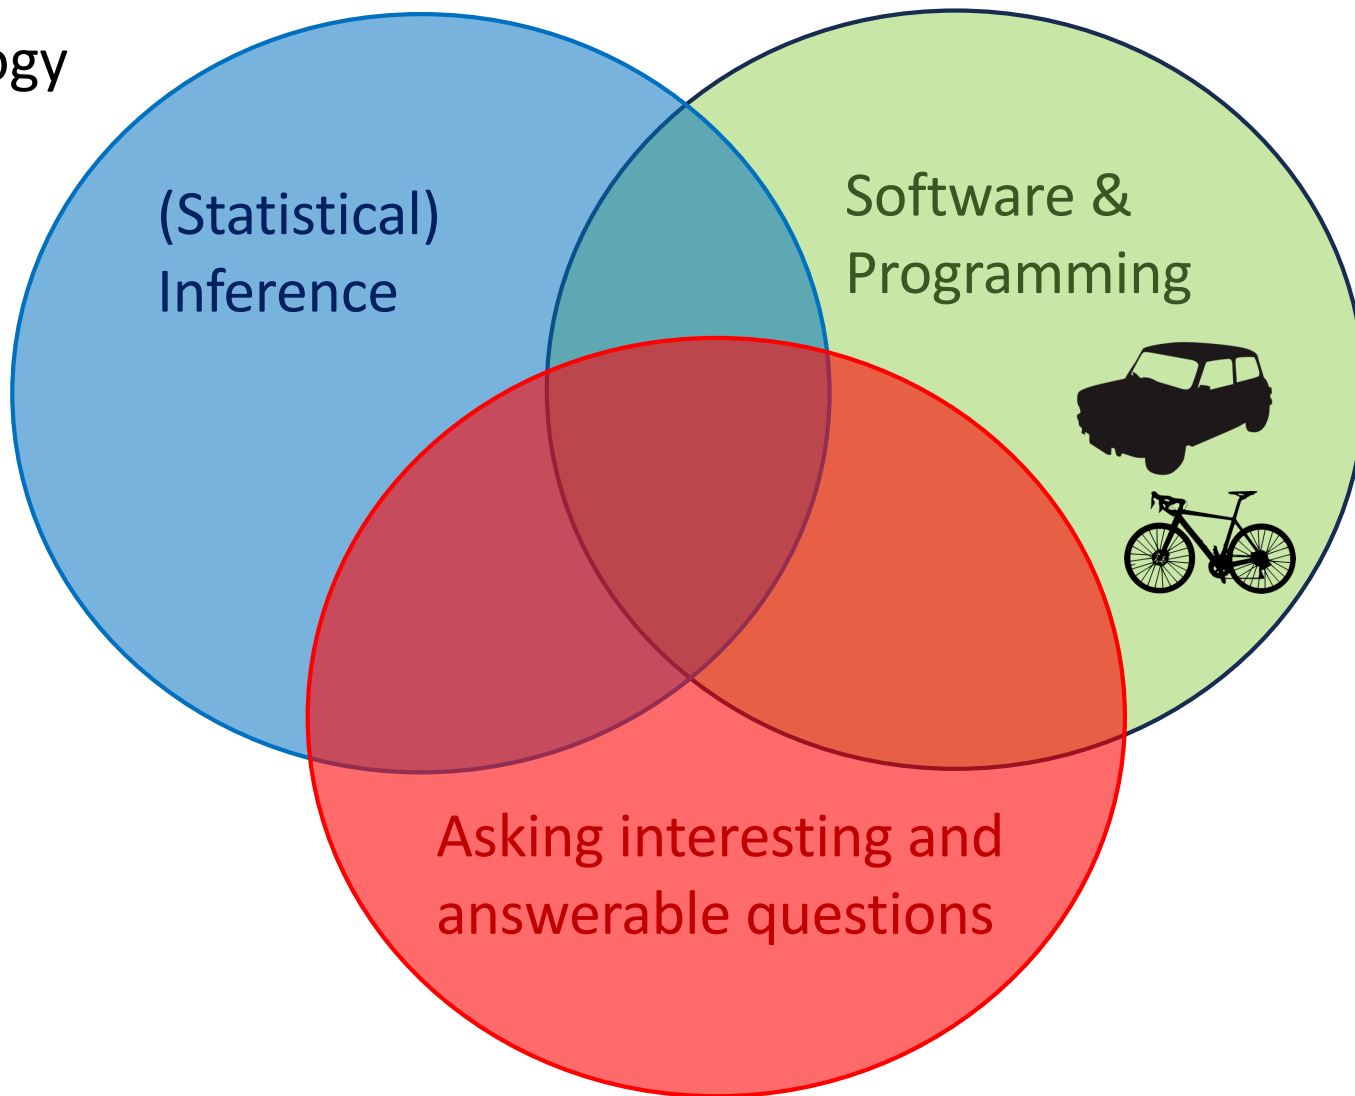 ogy
(Statistical)
Inference
Software &
Programming
Asking interesting and
answerable questions